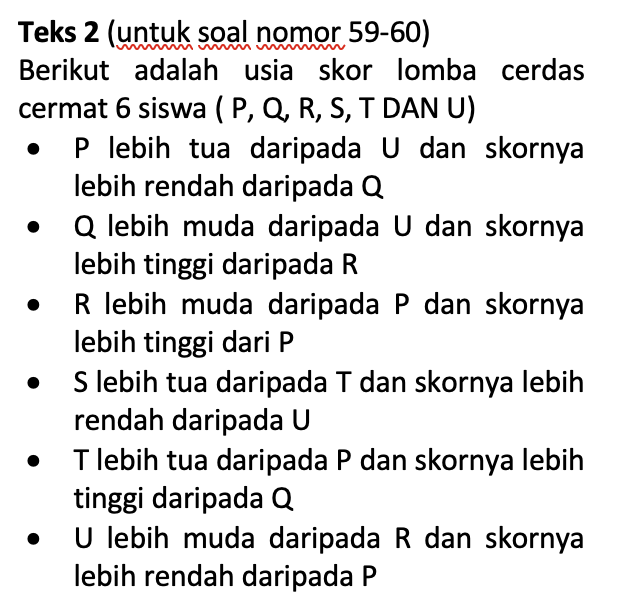 Teks 2 (untuk soal nomor 59-60)
Berikut adalah usia skor lomba cerdas
cermat 6 siswa ( P, Q, R, S, T DAN U)
• P lebih tua daripada U dan skornya
lebih rendah daripada Q
• Q lebih muda daripada U dan skornya
lebih tinggi daripada R
• R lebih muda daripada P dan skornya
lebih tinggi dari P
• S lebih tua daripada T dan skornya lebih
rendah daripada U
• T lebih tua daripada P dan skornya lebih
tinggi daripada Q
• U lebih muda daripada R dan skornya
lebih rendah daripada P